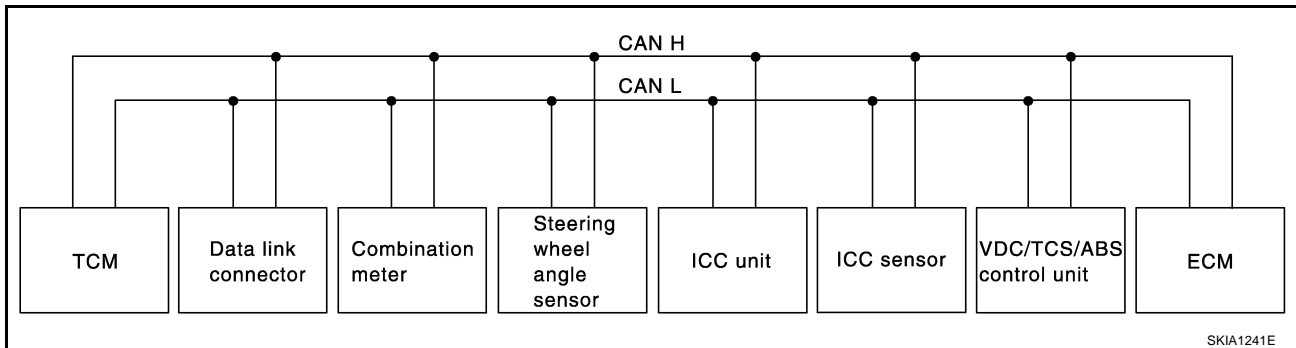 CAN H
CAN L
TCM
Data link
connector
Combination
meter
Steering
wheel
angle
sensor
ICC unit
ICC sensor
VDC/TCS/ABS
control unit
ECM
SKIA1241E